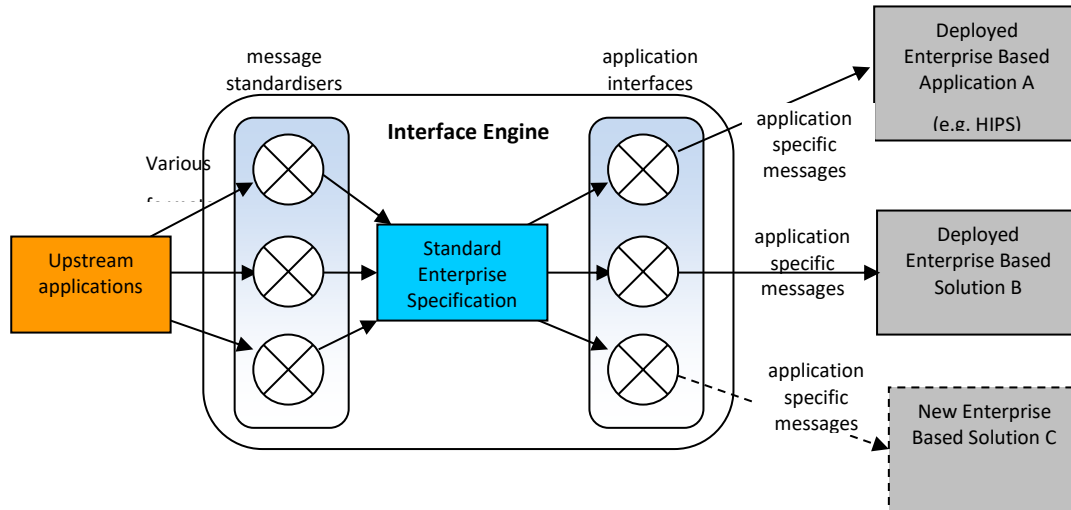 message
standardisers
application
interfaces
Interface Engine
Various
Upstream
applications
Standard
Enterprise
Specification
application
specific
messages
application
specific
messages
application
specific
messages
Deployed
Enterprise Based
Application A
(e.g. HIPS)
Deployed
Enterprise Based
Solution B
New Enterprise
Based Solution C